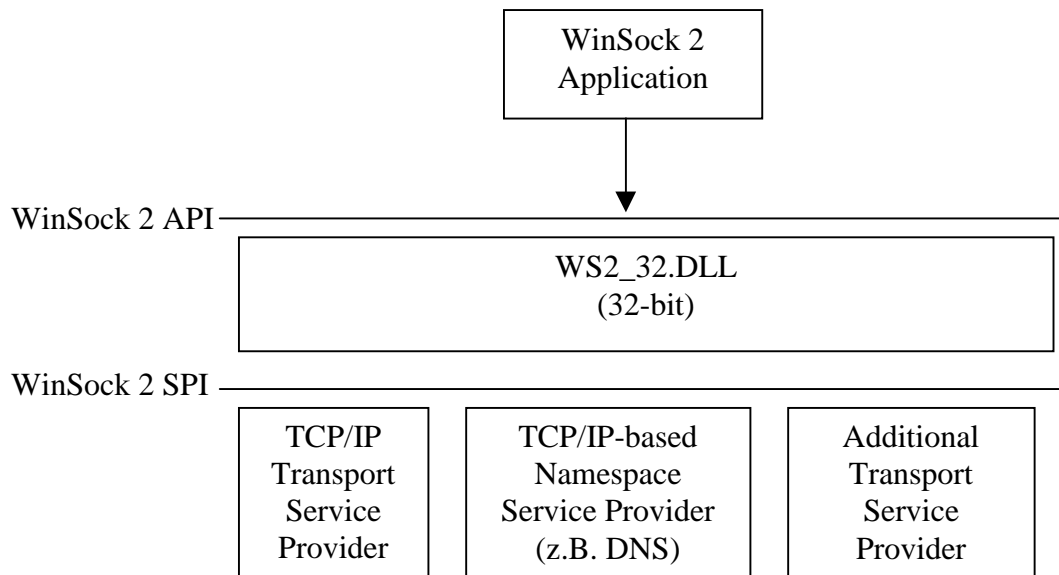 WinSock 2
Application
WinSock 2 API
WS2_32.DLL
(32-bit)
WinSock 2 SPI
TCP/IP
Transport
Service
Provider
TCP/IP-based
Namespace
Service Provider
(z.B. DNS)
Additional
Transport
Service
Provider